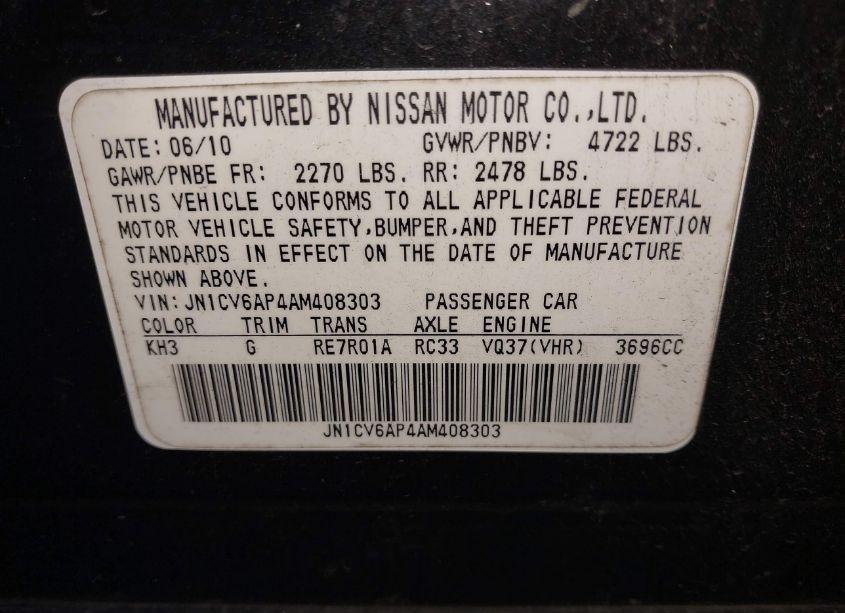 MANUFACTURED BY NISSAN MOTOR CO.,LTD.
DATE: 06/10 GVWR/PNBV: 4722 LBS.
GAWR/PNBE FR: 2270 LBS. RR: 2478 LBS.
THIS VEHICLE CONFORMS TO ALL APPLICABLE FEDERAL
MOTOR VEHICLE SAFETY,BUMPER,AND THEFT PREVENTION
STANDARDS IN EFFECT ON THE DATE OF MANUFACTURE
SHOWN ABOVE.
VIN: JN1CV6AP4AM408303 PASSENGER CAR
COLOR TRIM TRANS AXLE ENGINE
KH3 G RE7R01A RC33 VQ37(VHR) 3696CC
JN1CV6AP4AM408303